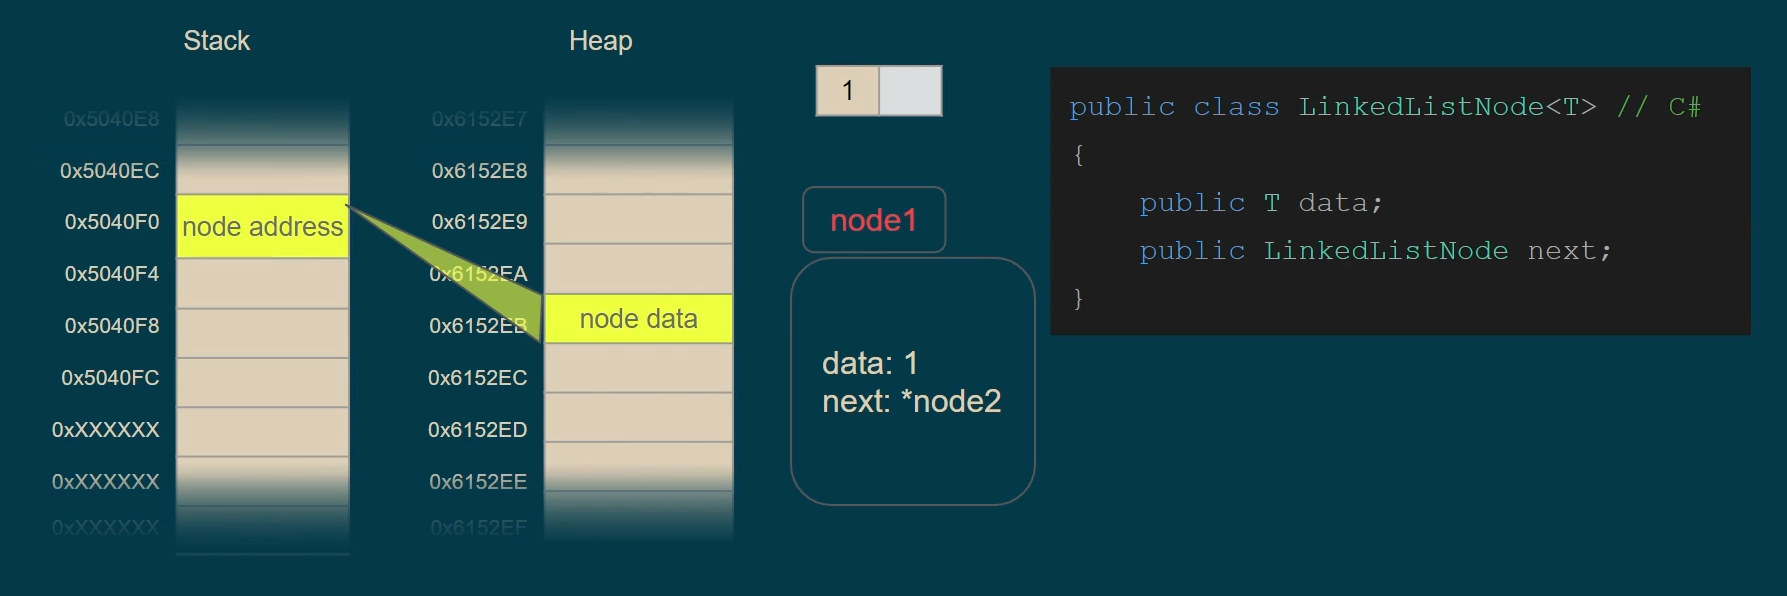 Stack
0x5040E8
0x5040EC
0x5040F0
node address
0x5040F4
0x5040F8
0x5040FC
0xXXXXXX
0xXXXXXX
0xXXXXXX
Heap
0x6152E7
0x6152E8
0x6152E9
0x6152EA
0x6152EB
node data
0x6152EC
0x6152ED
0x6152EE
0x6152EF
1
node1
data: 1
next: *node2
public class LinkedListNode<T> // C#
{
public T data;
public LinkedListNode next;
}